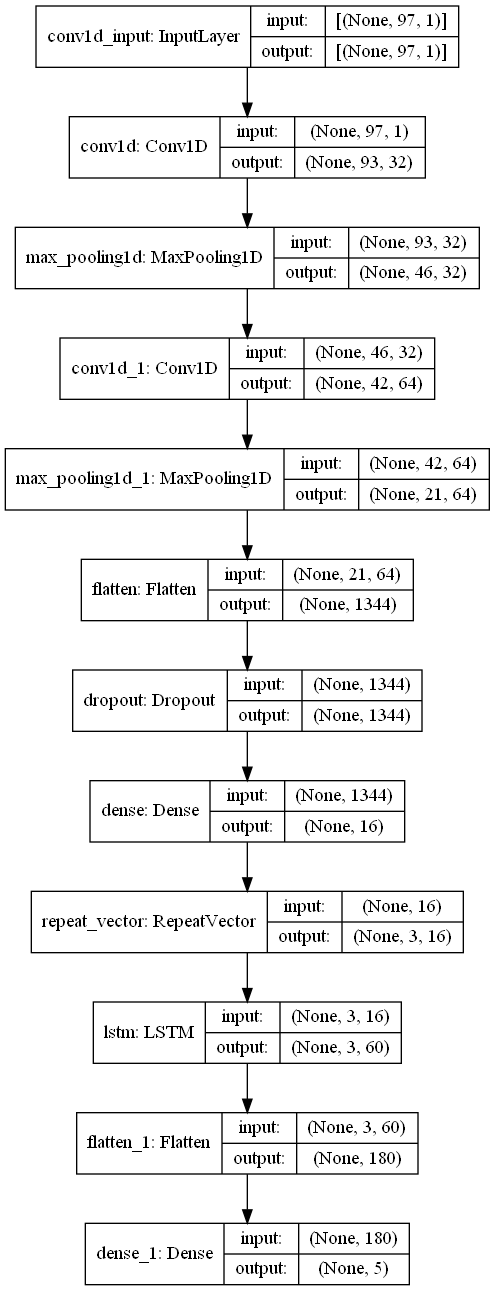 conv1d_input: InputLayer
input: [(None, 97, 1)]
output: [(None, 97, 1)]
conv1d: Conv1D
input: (None, 97, 1)
output: (None, 93, 32)
max_pooling1d: MaxPooling1D
input: (None, 93, 32)
output: (None, 46, 32)
conv1d_1: Conv1D
input: (None, 46, 32)
output: (None, 42, 64)
max_pooling1d_1: MaxPooling1D
input: (None, 42, 64)
output: (None, 21, 64)
flatten: Flatten
input: (None, 21, 64)
output: (None, 1344)
dropout: Dropout
input: (None, 1344)
output: (None, 1344)
dense: Dense
input: (None, 1344)
output: (None, 16)
repeat_vector: RepeatVector
input: (None, 16)
output: (None, 3, 16)
lstm: LSTM
input: (None, 3, 16)
output: (None, 3, 60)
flatten_1: Flatten
input: (None, 3, 60)
output: (None, 180)
dense_1: Dense
input: (None, 180)
output: (None, 5)